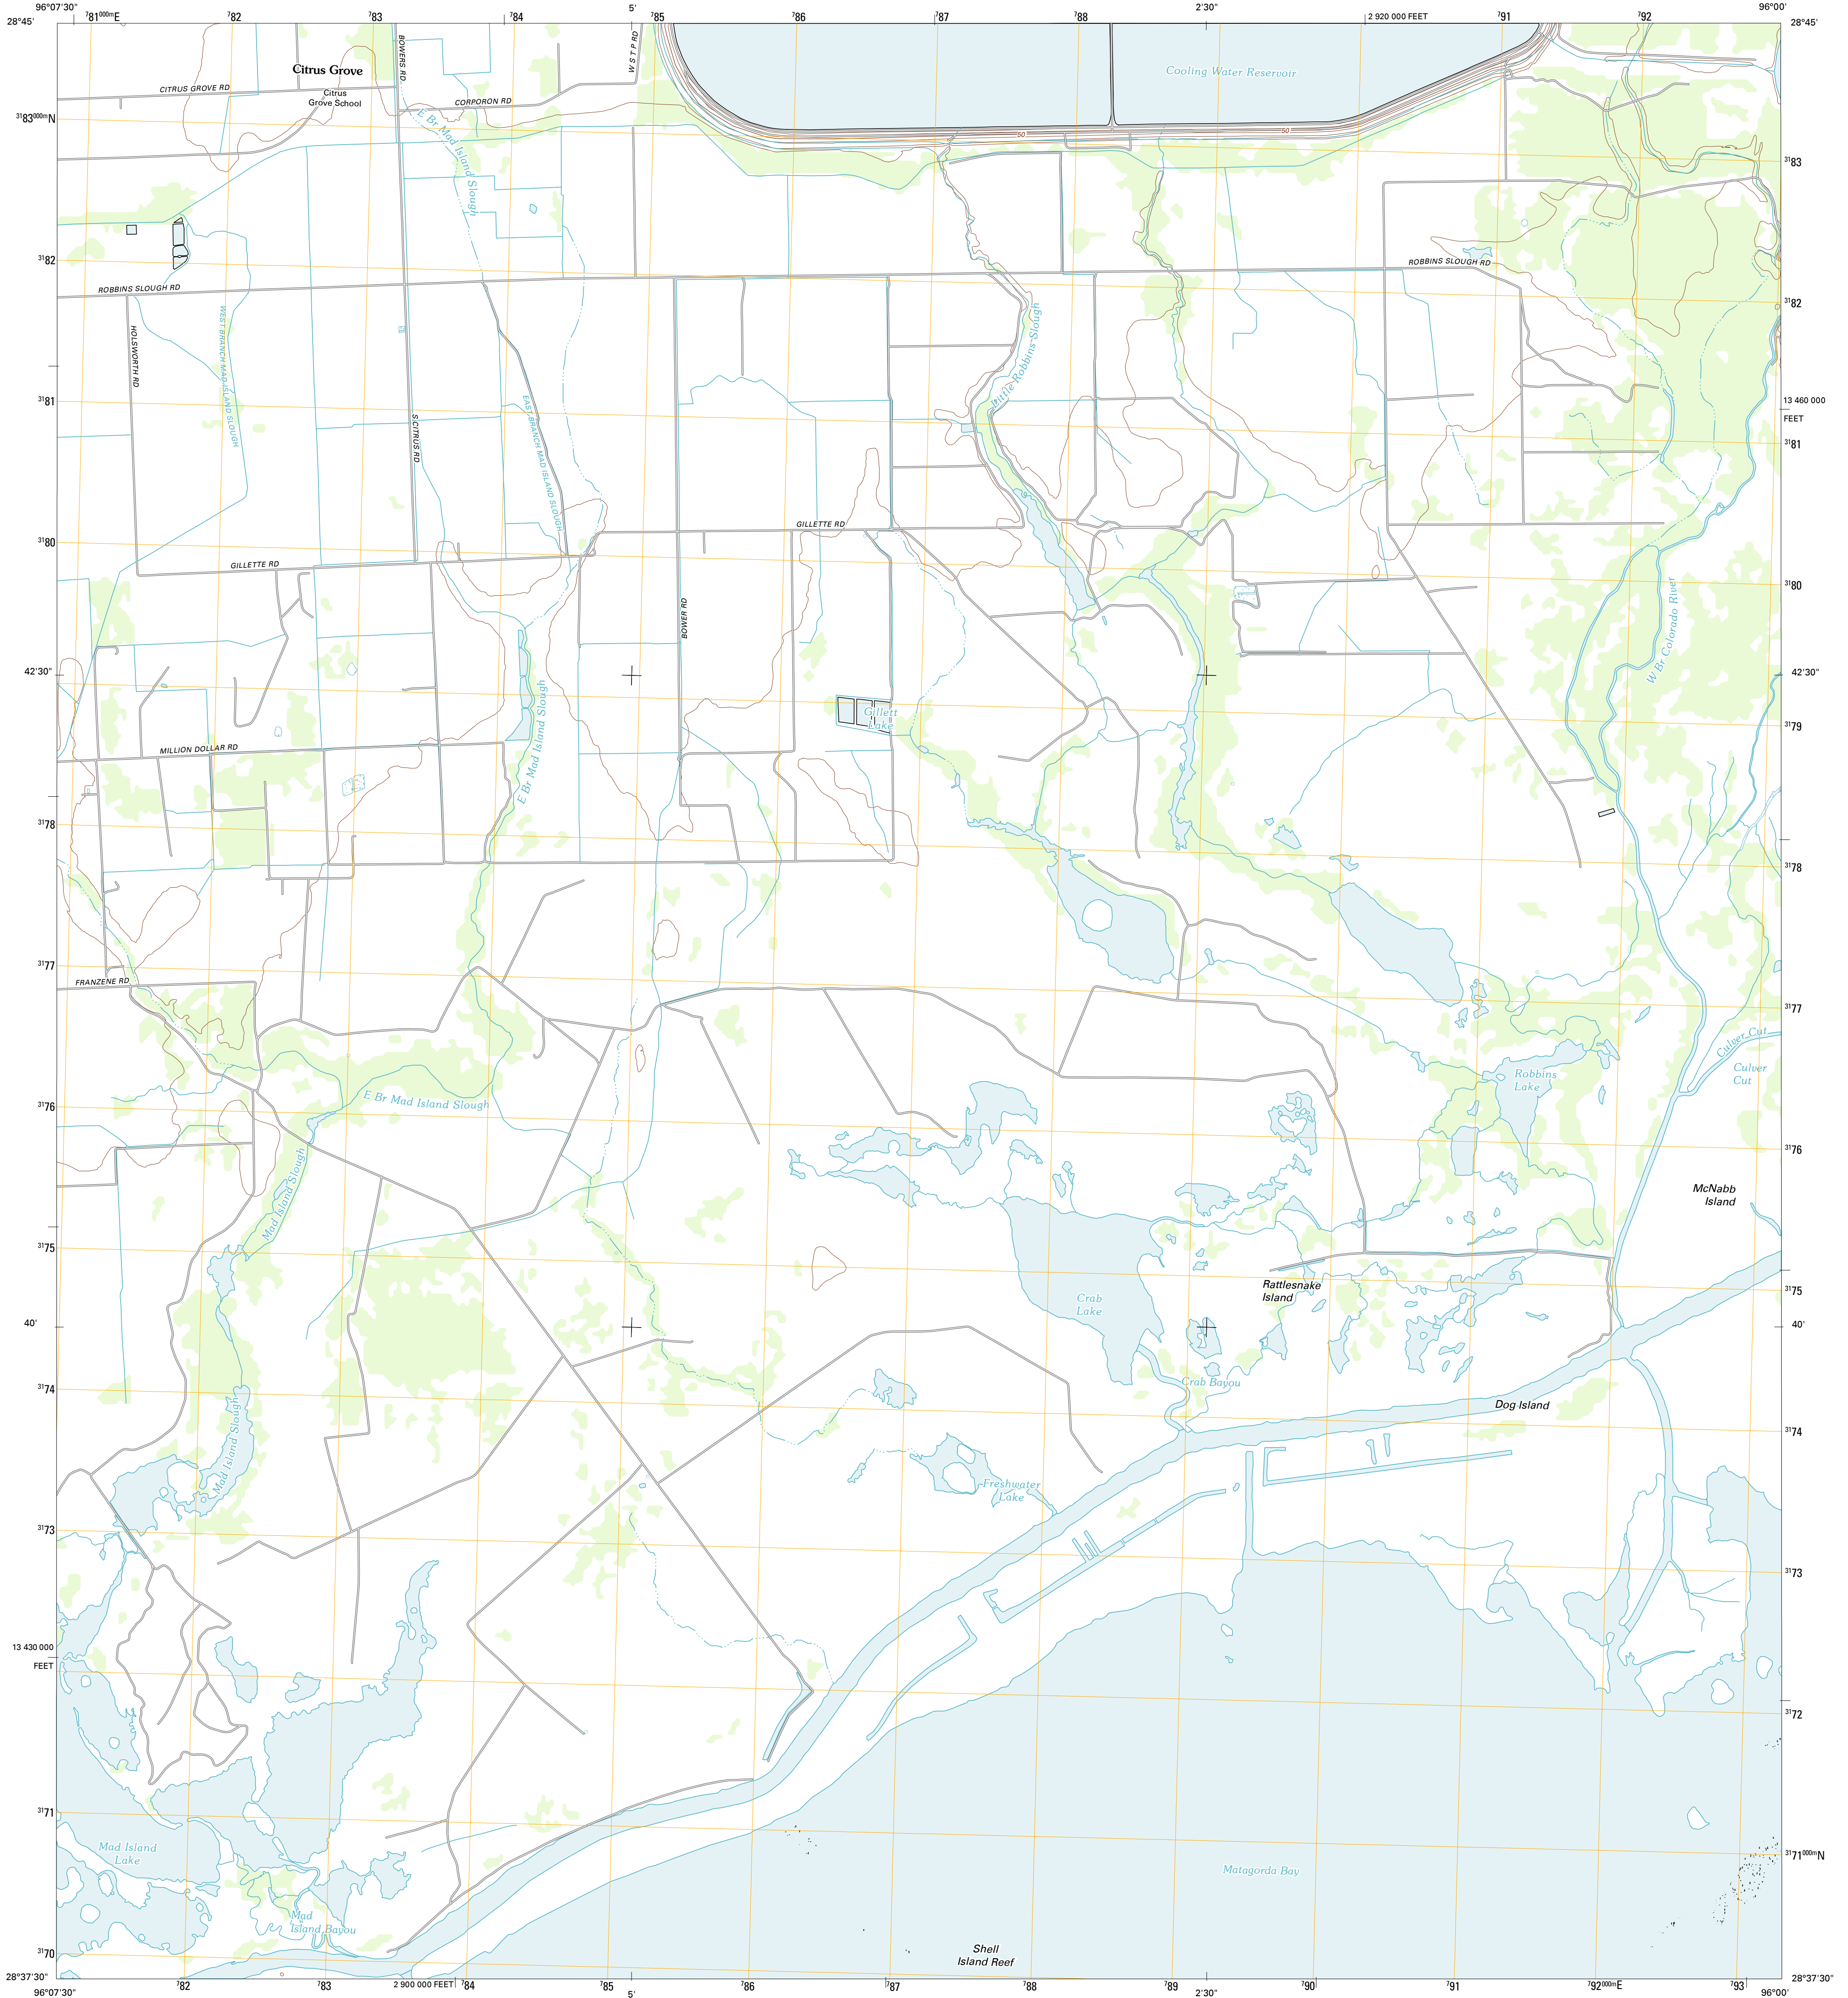 96°07'30"
⁷81⁰⁰⁰ᵐE
⁷82
⁷83
⁷84
5'
⁷85
⁷86
⁷87
⁷88
2'30"
2 920 000 FEET
⁷91
⁷92
96°00'
28°45'
28°45'
BOWERS RD
W S T P RD
Citrus Grove
Cooling Water Reservoir
CITRUS GROVE RD
Citrus
Grove School
CORPORON RD
³¹83⁰⁰⁰ᵐN
E Br Mad Island Slough
50
50
³¹83
³¹82
ROBBINS SLOUGH RD
ROBBINS SLOUGH RD
³¹82
HOLSWORTH RD
WEST BRANCH MAD ISLAND SLOUGH
Little Robbins Slough
³¹81
13 460 000
FEET
S CITRUS RD
EAST BRANCH MAD ISLAND SLOUGH
³¹81
GILLETTE RD
³¹80
GILLETTE RD
³¹80
BOWER RD
W Br Colorado River
42'30"
42'30"
E Br Mad Island Slough
Gillett
Lake
³¹79
MILLION DOLLAR RD
³¹78
³¹78
³¹77
FRANZENE RD
³¹77
Culver Cut
Culver
Cut
Robbins
Lake
³¹76
E Br Mad Island Slough
³¹76
Mad Island Slough
McNabb
Island
³¹75
Rattlesnake
Island
³¹75
Crab
Lake
40'
40'
Crab Bayou
³¹74
Dog Island
³¹74
Mad Island Slough
Freshwater
Lake
³¹73
³¹73
13 430 000
FEET
³¹72
³¹71
Mad Island
Lake
³¹71⁰⁰⁰ᵐN
Matagorda Bay
Mad
Island Bayou
³¹70
Shell
Island Reef
28°37'30"
28°37'30"
96°07'30"
⁷82
⁷83
2 900 000 FEET
⁷84
5'
⁷85
⁷86
⁷87
⁷88
⁷89
2'30"
⁷90
⁷91
⁷92⁰⁰⁰ᵐE
⁷93
96°00'